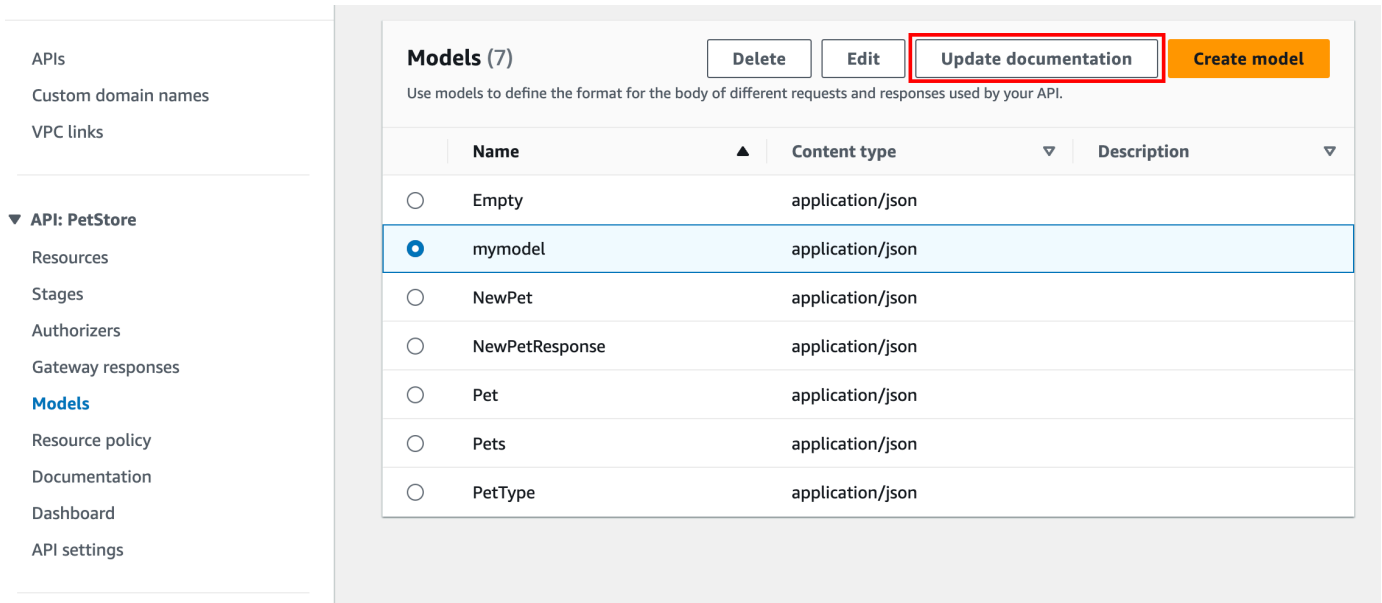 APIs
Custom domain names
VPC links
API: PetStore
Resources
Stages
Authorizers
Gateway responses
Models
Resource policy
Documentation
Dashboard
API settings
Models (7)
Delete
Edit
Update documentation
Create model
Use models to define the format for the body of different requests and responses used by your API.
Name Content type Description
Empty application/json
mymodel application/json
NewPet application/json
NewPetResponse application/json
Pet application/json
Pets application/json
PetType application/json